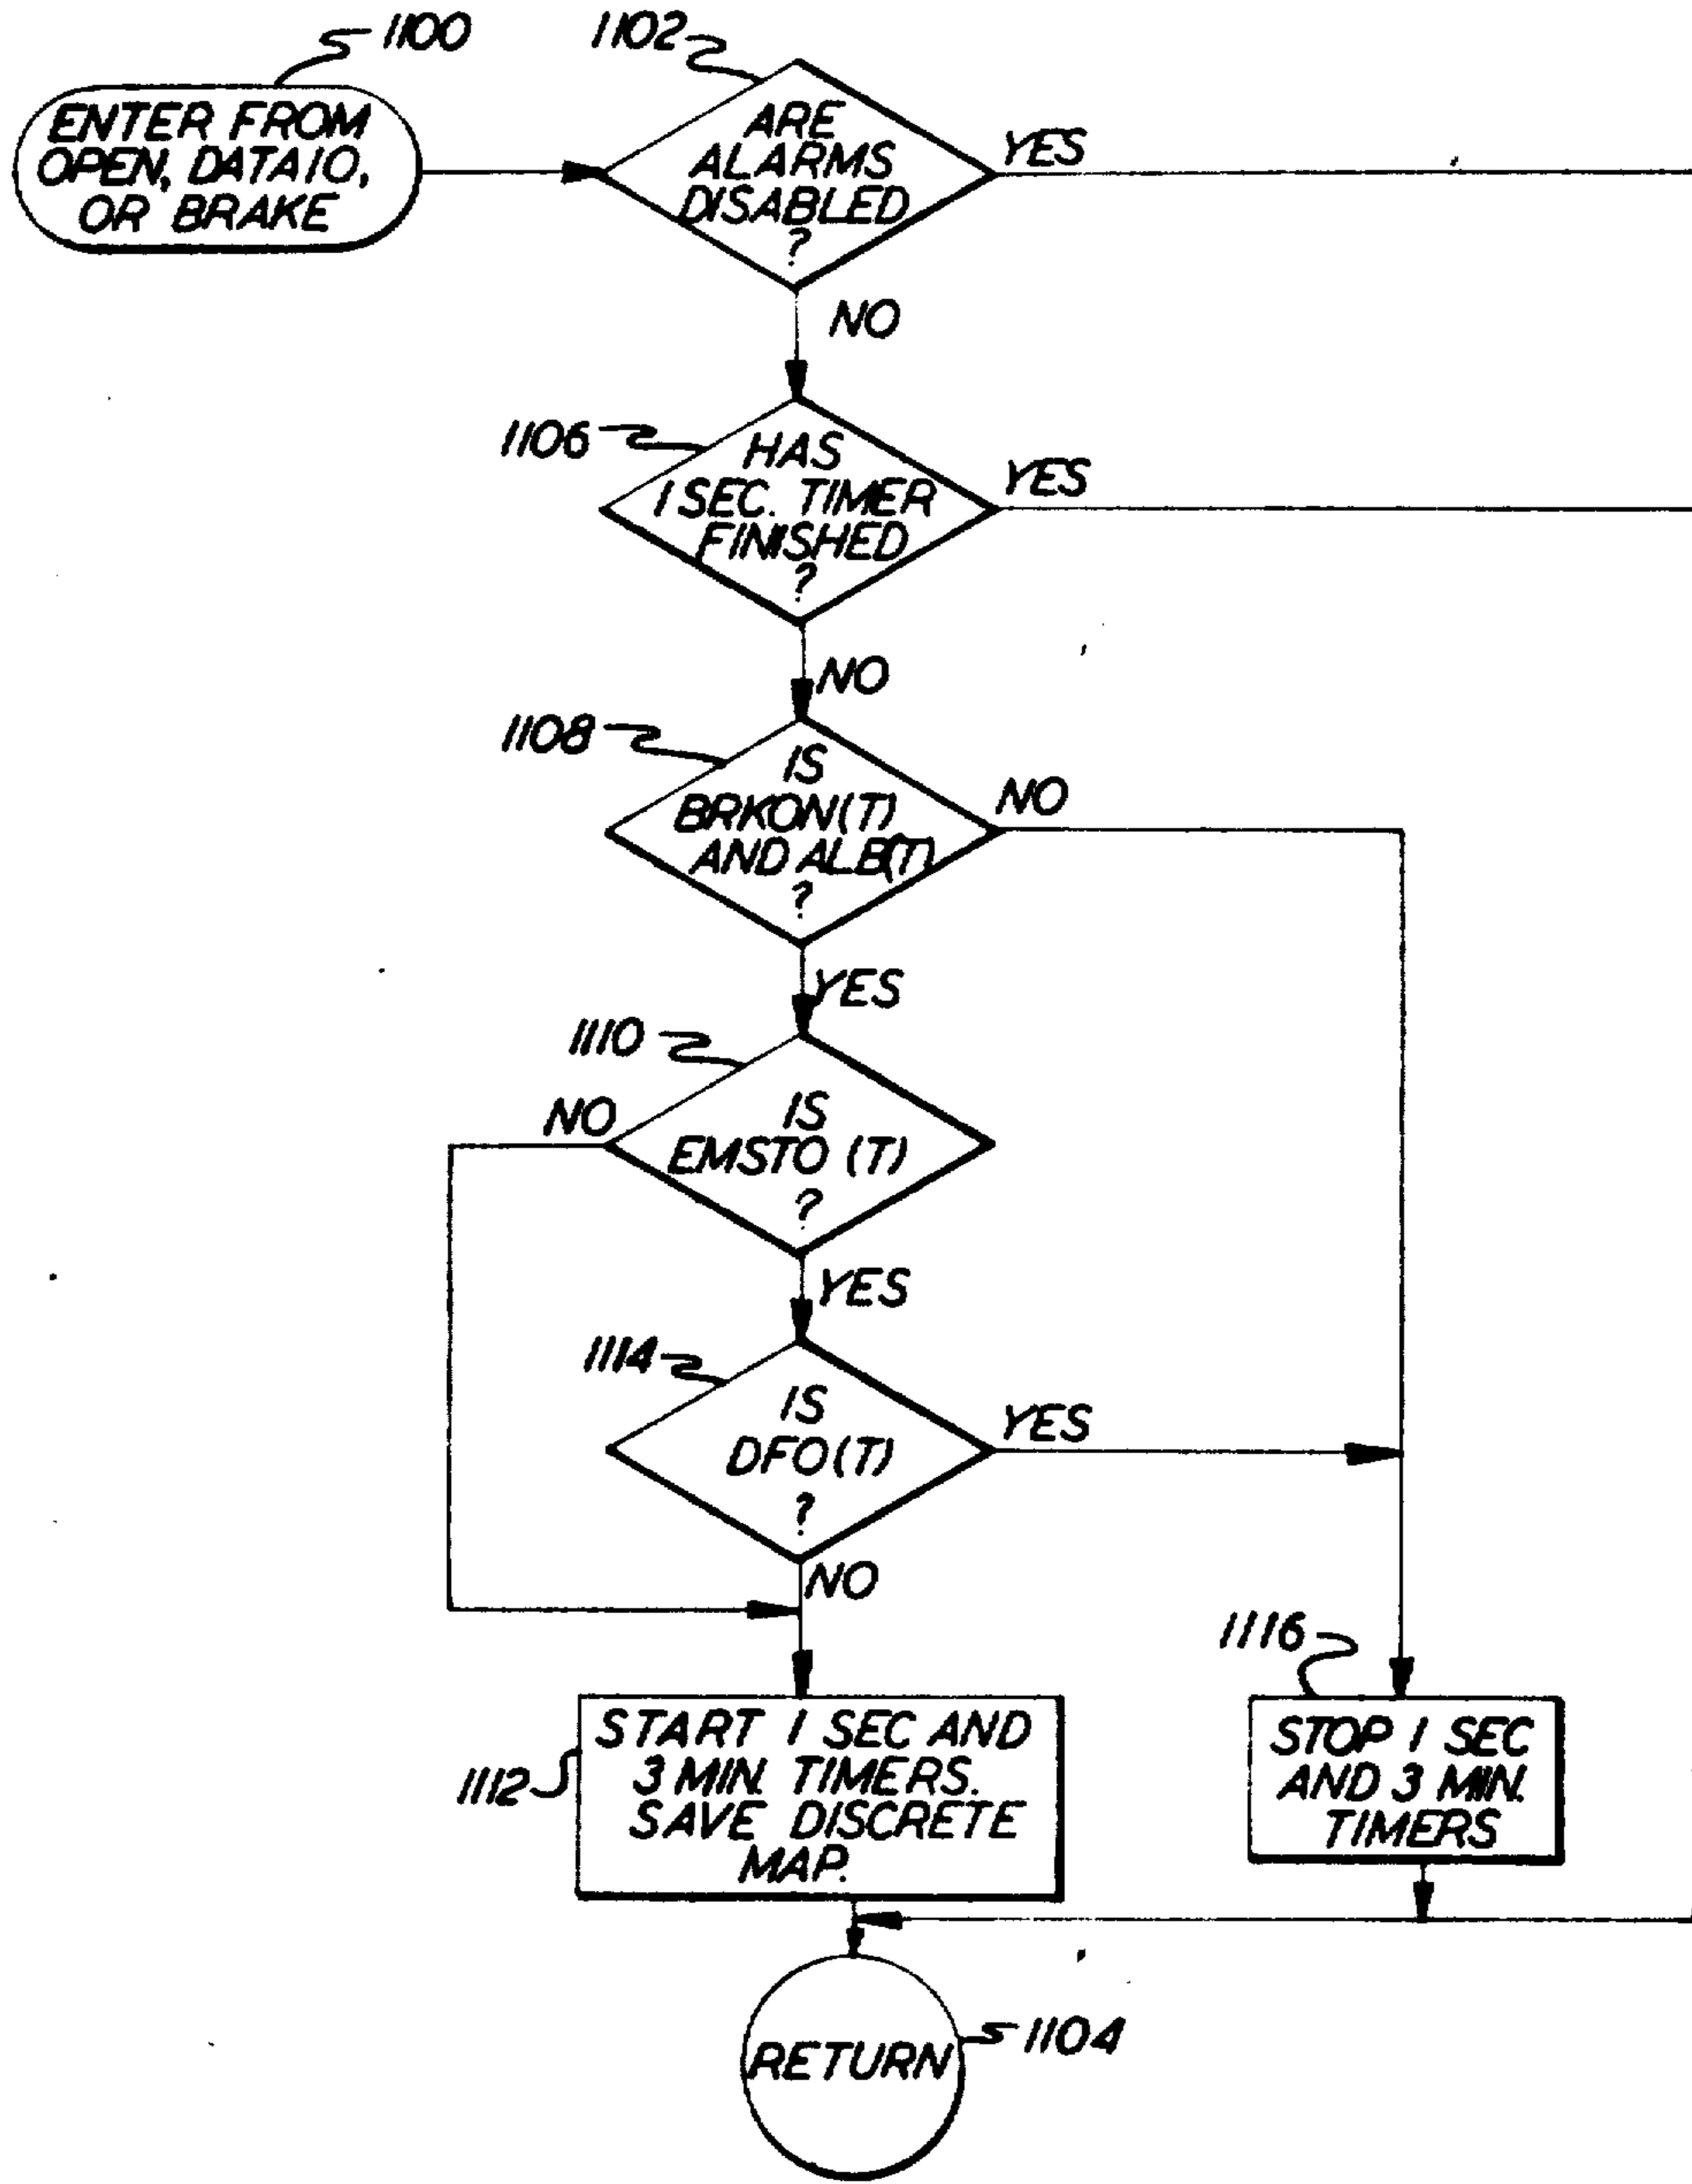 1100
1102
ENTER FROM
OPEN, DATA10,
OR BRAKE
ARE
ALARMS
DISABLED
?
YES
NO
1106
HAS
1 SEC. TIMER
FINISHED
?
YES
NO
1108
IS
BRKON(T)
AND ALB(T)
?
NO
YES
1110
NO
IS
EMSTO (T)
?
YES
1114
IS
DFO(T)
?
YES
NO
1116
1112
START 1 SEC AND
3 MIN. TIMERS.
SAVE DISCRETE
MAP.
STOP 1 SEC
AND 3 MIN.
TIMERS
RETURN
1104